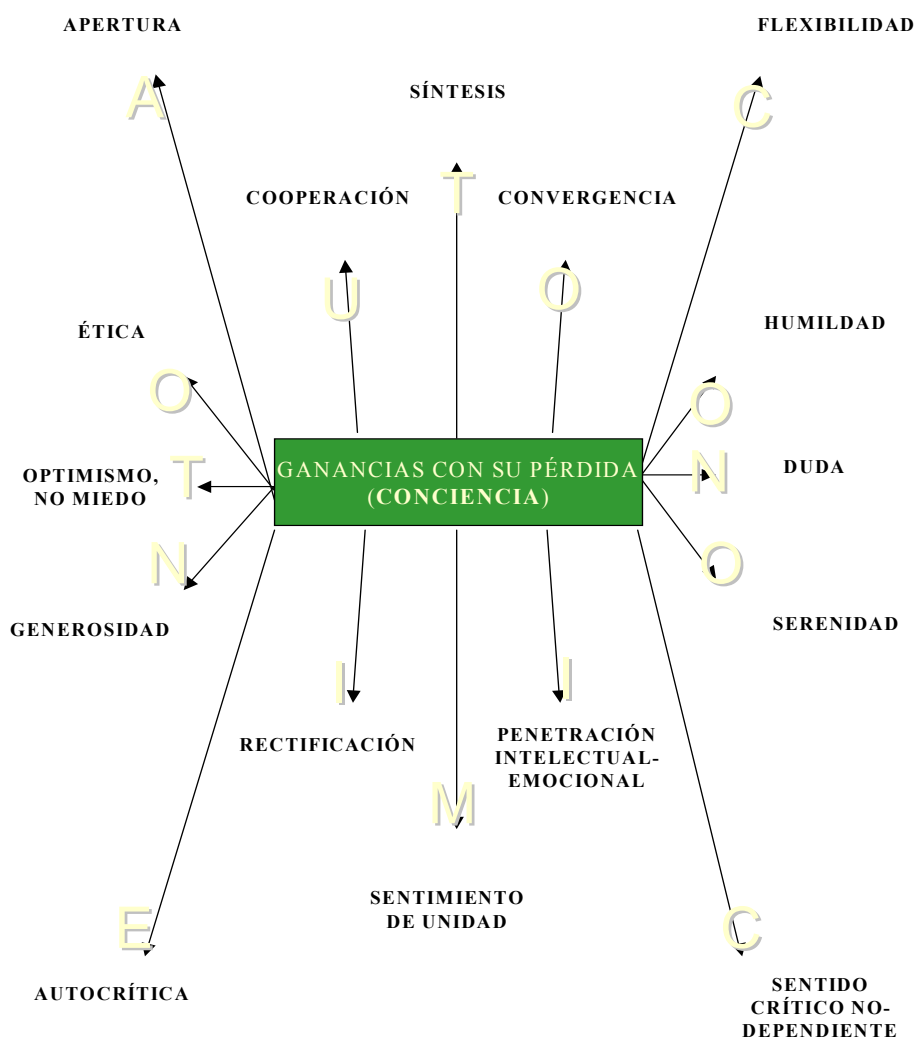 APERTURA
FLEXIBILIDAD
A
C
SÍNTESIS
T
COOPERACIÓN
CONVERGENCIA
U
O
ÉTICA
HUMILDAD
O
O
GANANCIAS CON SU PÉRDIDA
(CONCIENCIA)
OPTIMISMO,
NO MIEDO
T
N
DUDA
N
O
GENEROSIDAD
SERENIDAD
I
I
RECTIFICACIÓN
PENETRACIÓN
INTELECTUAL-
EMOCIONAL
M
SENTIMIENTO
DE UNIDAD
E
C
AUTOCRÍTICA
SENTIDO
CRÍTICO NO-
DEPENDIENTE